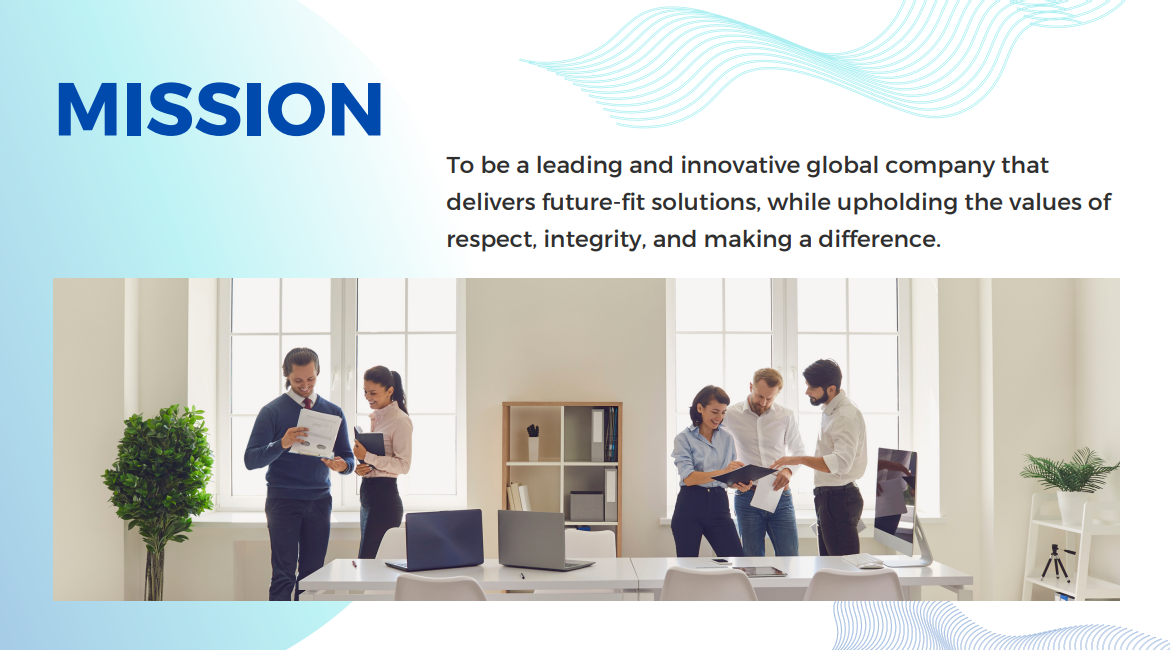 MISSION
To be a leading and innovative global company that
delivers future-fit solutions, while upholding the values of
respect, integrity, and making a difference.